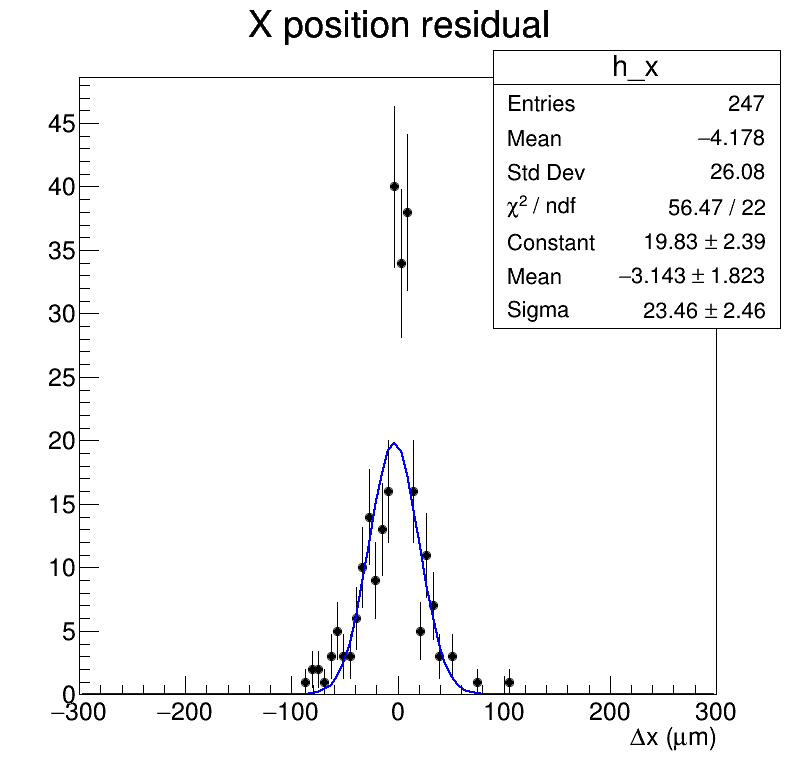 X position residual
h_x
Entries 247
Mean −4.178
Std Dev 26.08
χ² / ndf 56.47 / 22
Constant 19.83 ± 2.39
Mean −3.143 ± 1.823
Sigma 23.46 ± 2.46
45
40
35
30
25
20
15
10
5
0
−300 −200 −100 0 100 200 300
Δx (μm)